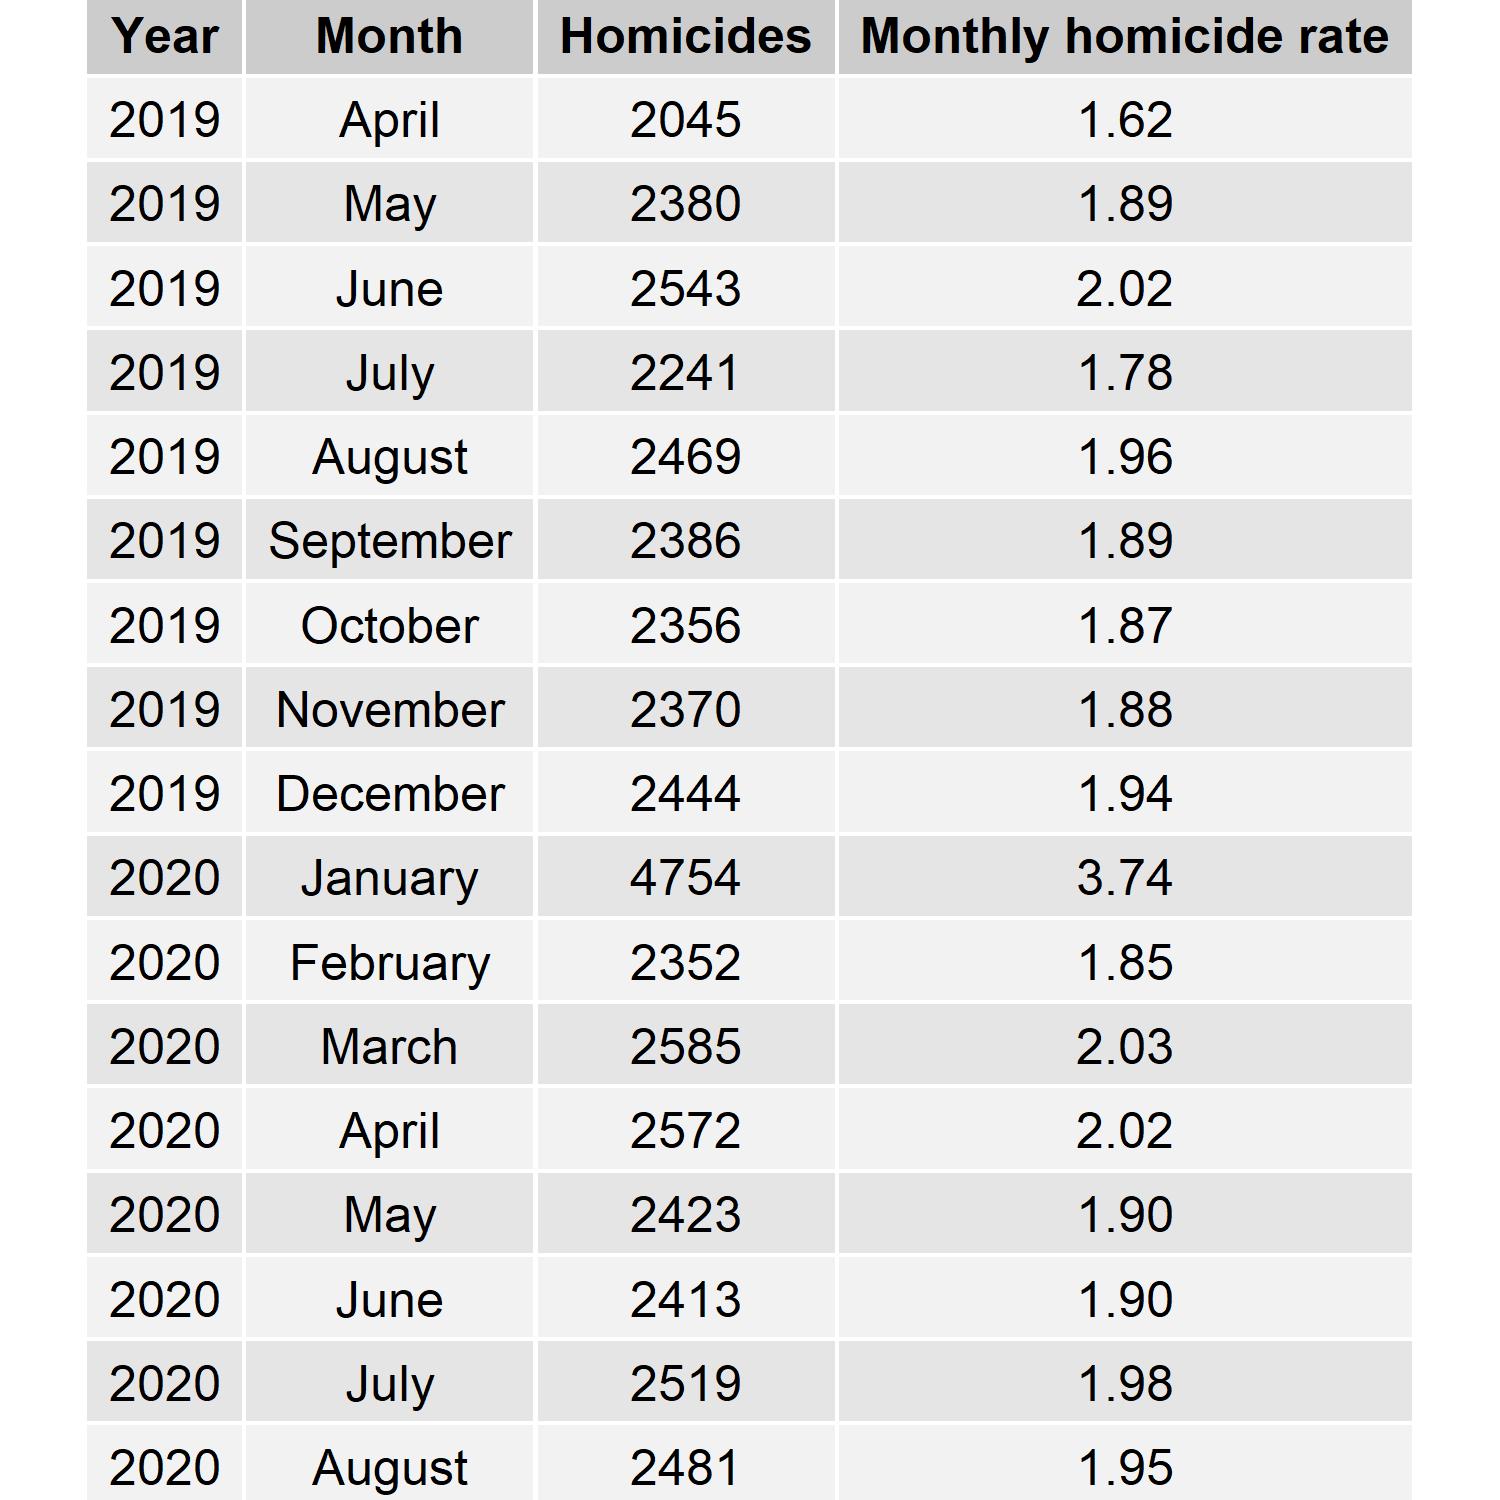 Year Month Homicides Monthly homicide rate
2019 April 2045 1.62
2019 May 2380 1.89
2019 June 2543 2.02
2019 July 2241 1.78
2019 August 2469 1.96
2019 September 2386 1.89
2019 October 2356 1.87
2019 November 2370 1.88
2019 December 2444 1.94
2020 January 4754 3.74
2020 February 2352 1.85
2020 March 2585 2.03
2020 April 2572 2.02
2020 May 2423 1.90
2020 June 2413 1.90
2020 July 2519 1.98
2020 August 2481 1.95